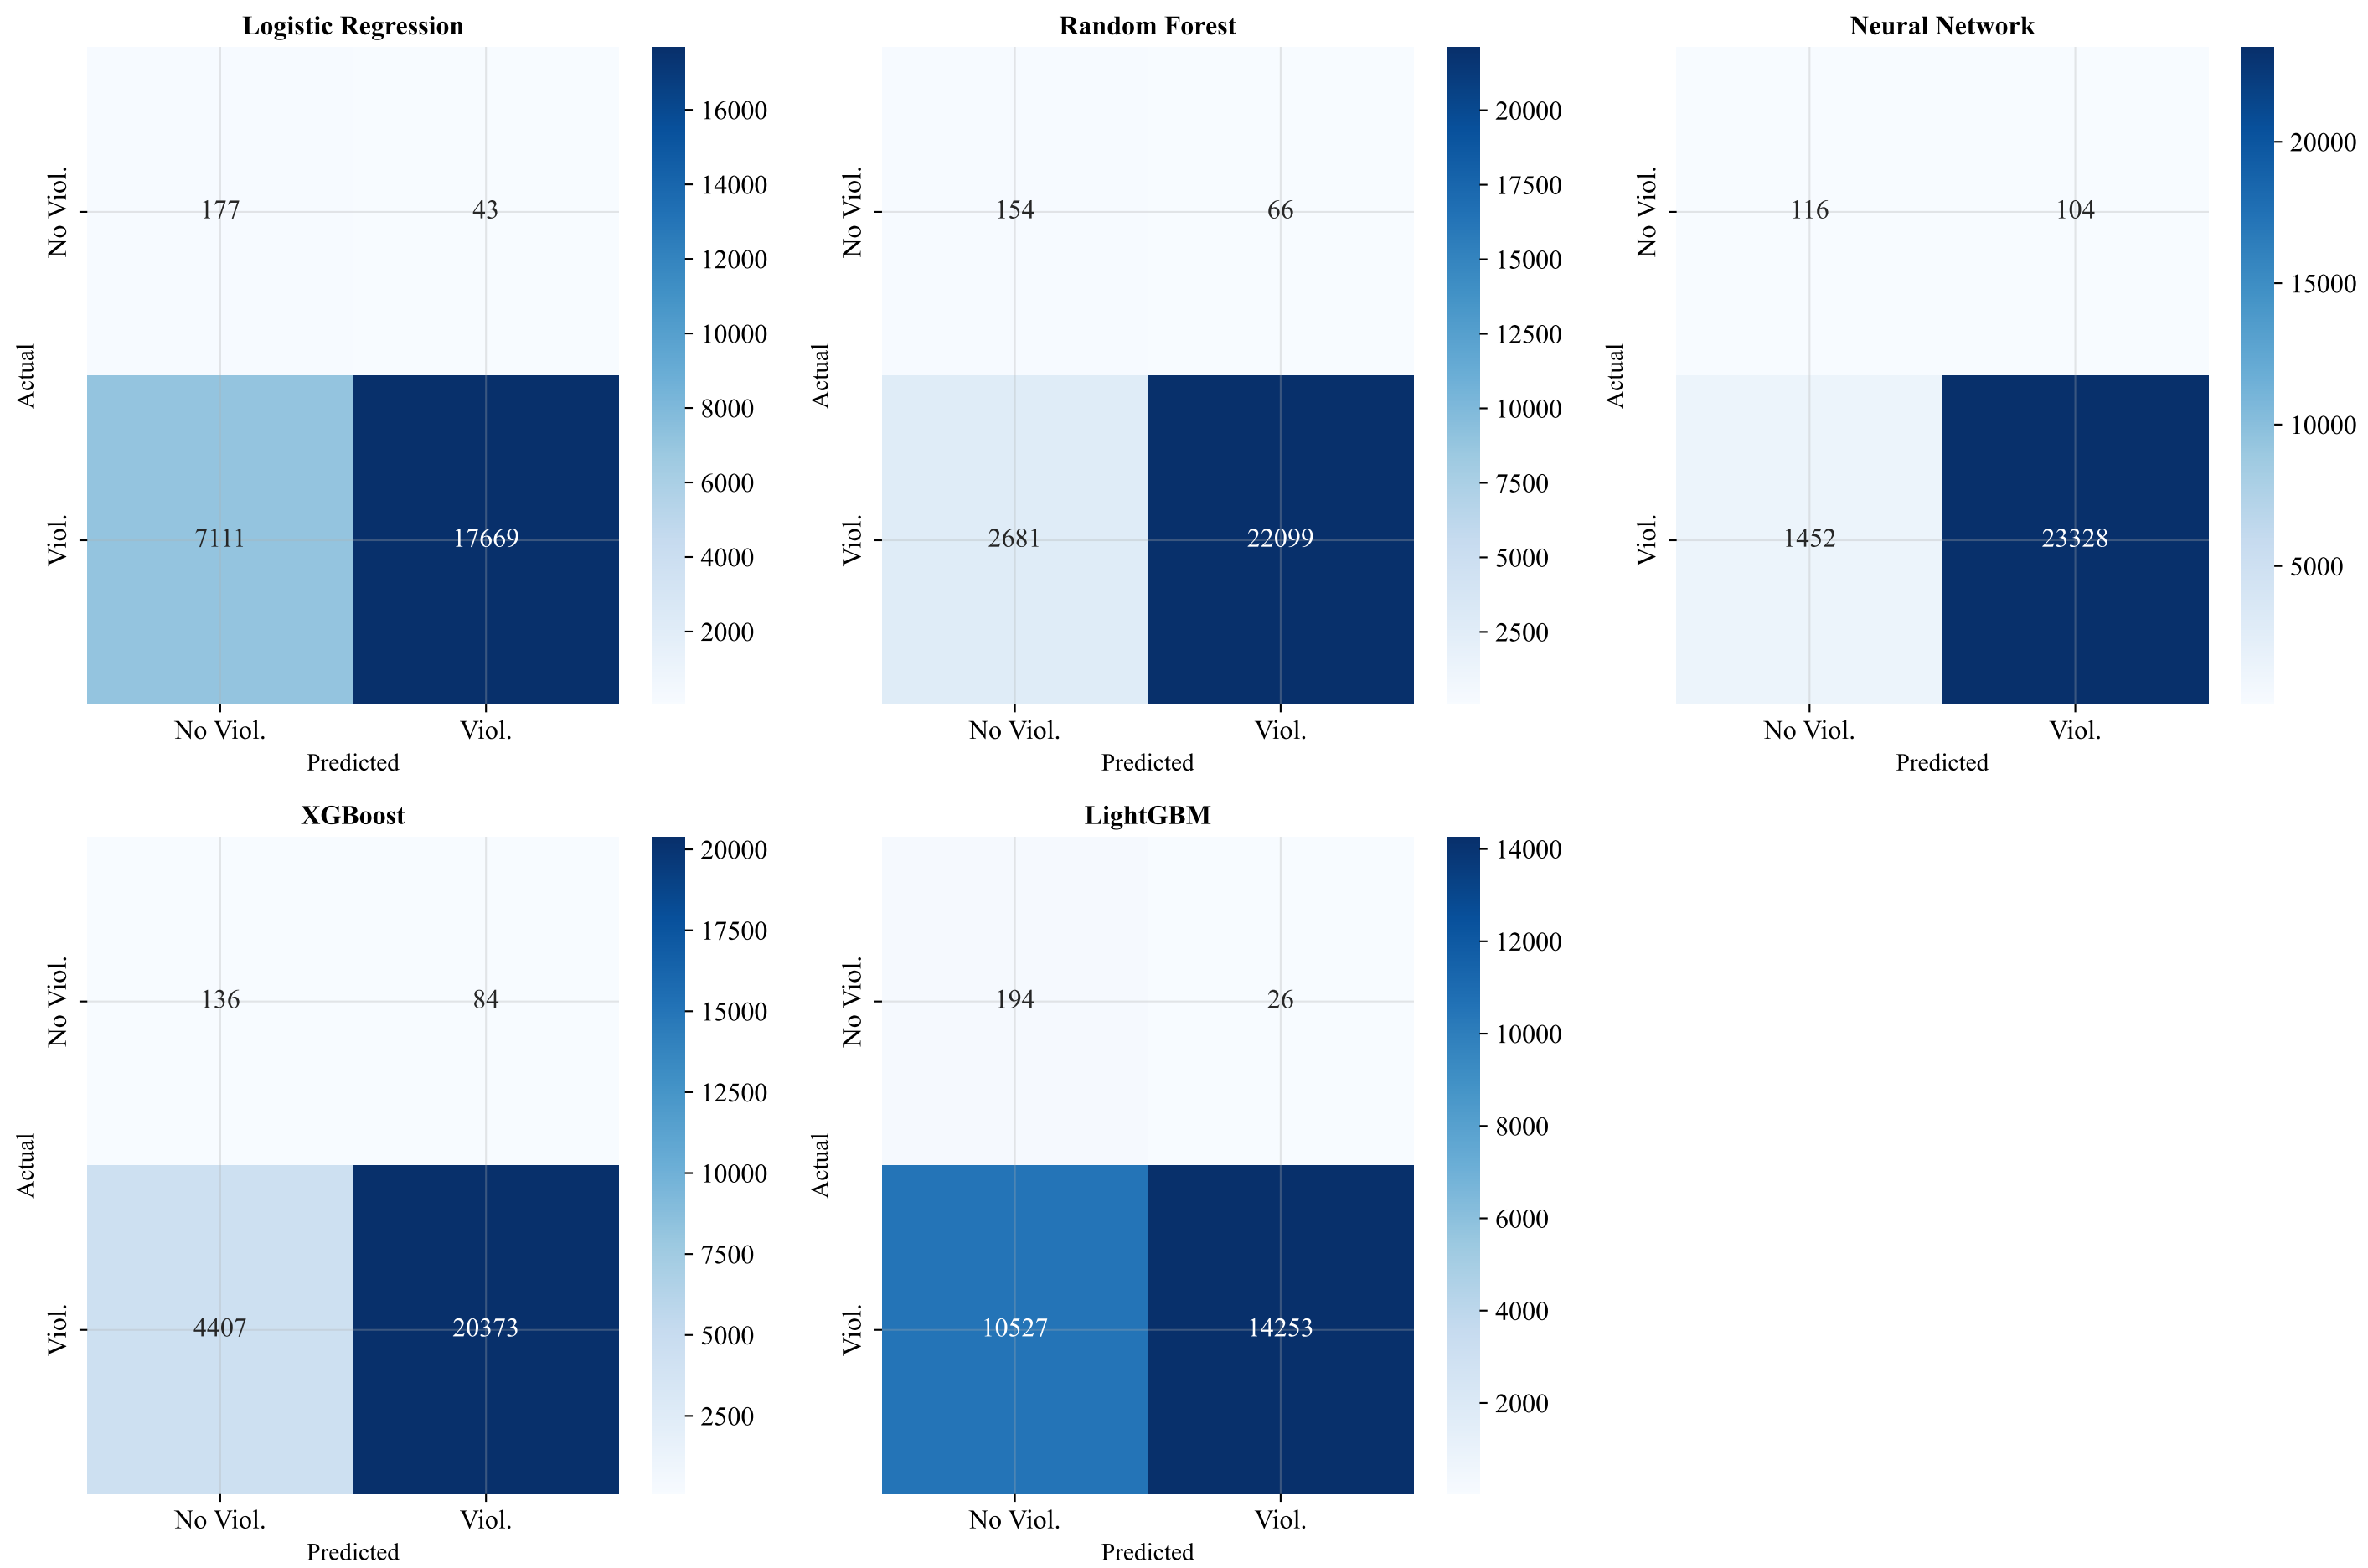 Logistic Regression
Actual
No Viol.
Viol.
177
43
7111
17669
No Viol.
Viol.
Predicted
16000
14000
12000
10000
8000
6000
4000
2000
Random Forest
Actual
No Viol.
Viol.
154
66
2681
22099
No Viol.
Viol.
Predicted
20000
17500
15000
12500
10000
7500
5000
2500
Neural Network
Actual
No Viol.
Viol.
116
104
1452
23328
No Viol.
Viol.
Predicted
20000
15000
10000
5000
XGBoost
Actual
No Viol.
Viol.
136
84
4407
20373
No Viol.
Viol.
Predicted
20000
17500
15000
12500
10000
7500
5000
2500
LightGBM
Actual
No Viol.
Viol.
194
26
10527
14253
No Viol.
Viol.
Predicted
14000
12000
10000
8000
6000
4000
2000